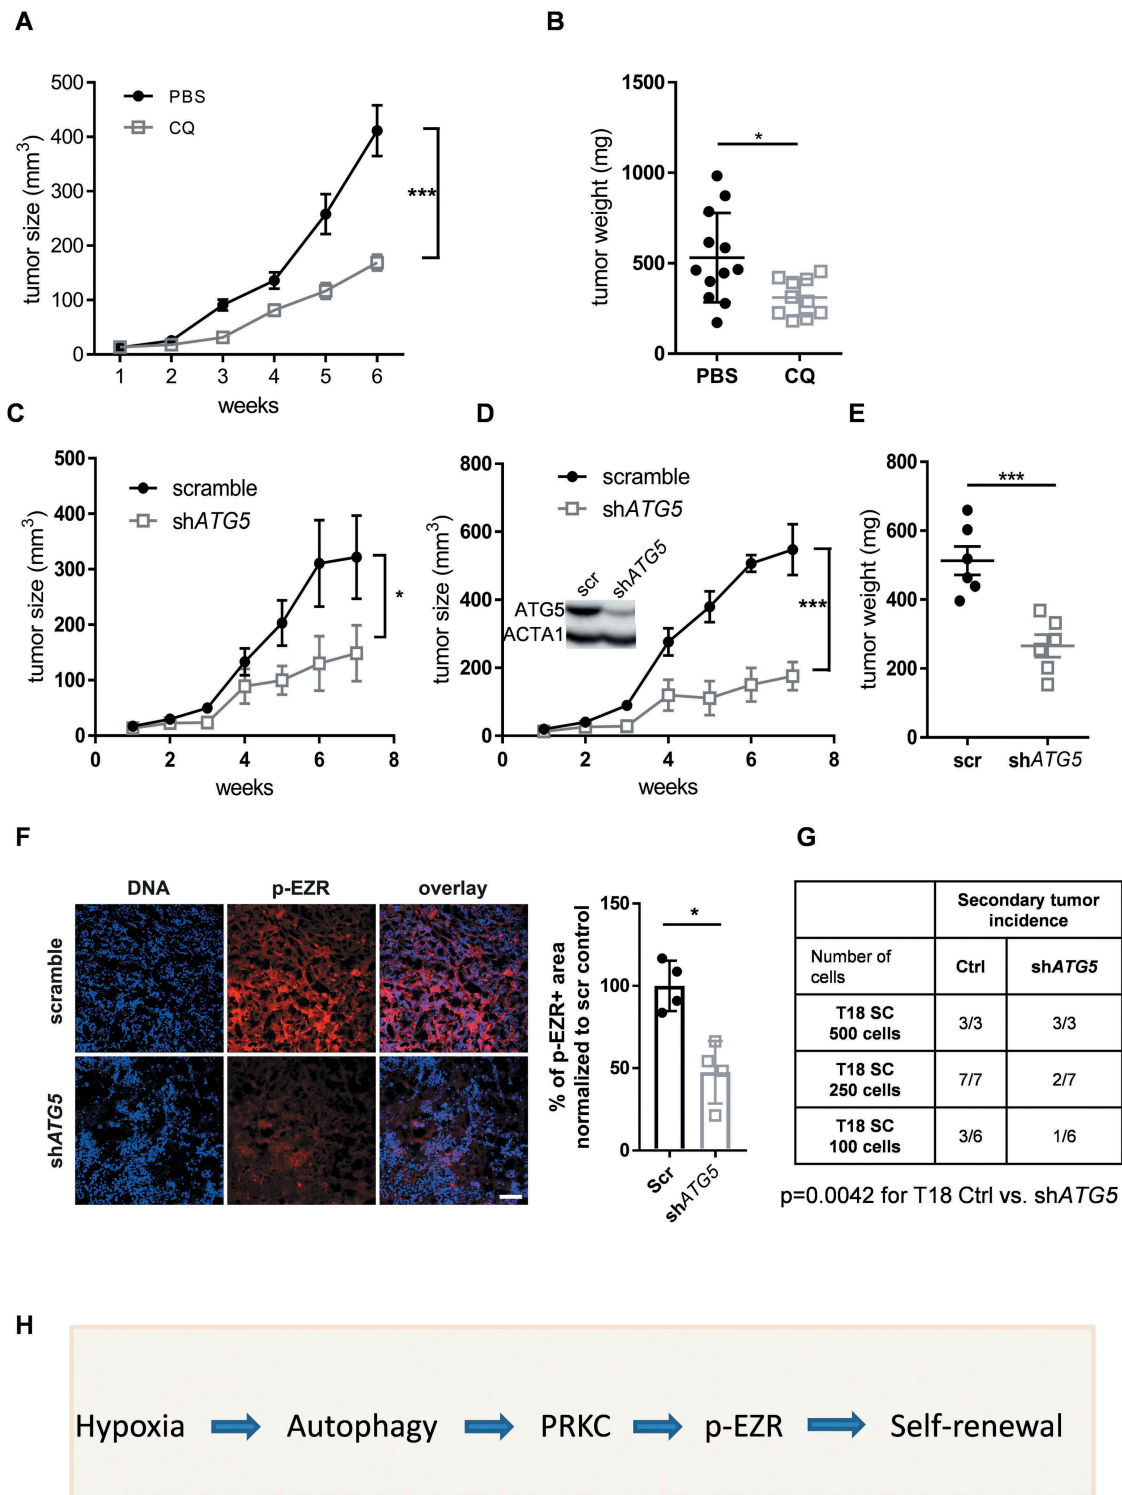 A
500
400
300
200
100
0
tumor size (mm³)
PBS
CQ
***
1 2 3 4 5 6
weeks
B
1500
1000
500
0
tumor weight (mg)
*
PBS CQ
C
500
400
300
200
100
0
tumor size (mm³)
scramble
shATG5
*
0 2 4 6 8
weeks
D
800
600
400
200
0
tumor size (mm³)
scramble
shATG5
scr shATG5
ATG5
ACTA1
***
0 2 4 6 8
weeks
E
800
600
400
200
0
tumor weight (mg)
***
scr shATG5
F
DNA p-EZR overlay
scramble
shATG5
150
100
50
0
% of p-EZR+ area
normalized to scr control
*
Scr
shATG5
G
Secondary tumor
incidence
Number of
cells
Ctrl shATG5
T18 SC
500 cells
3/3 3/3
T18 SC
250 cells
7/7 2/7
T18 SC
100 cells
3/6 1/6
p=0.0042 for T18 Ctrl vs. shATG5
H
Hypoxia Autophagy PRKC p-EZR Self-renewal